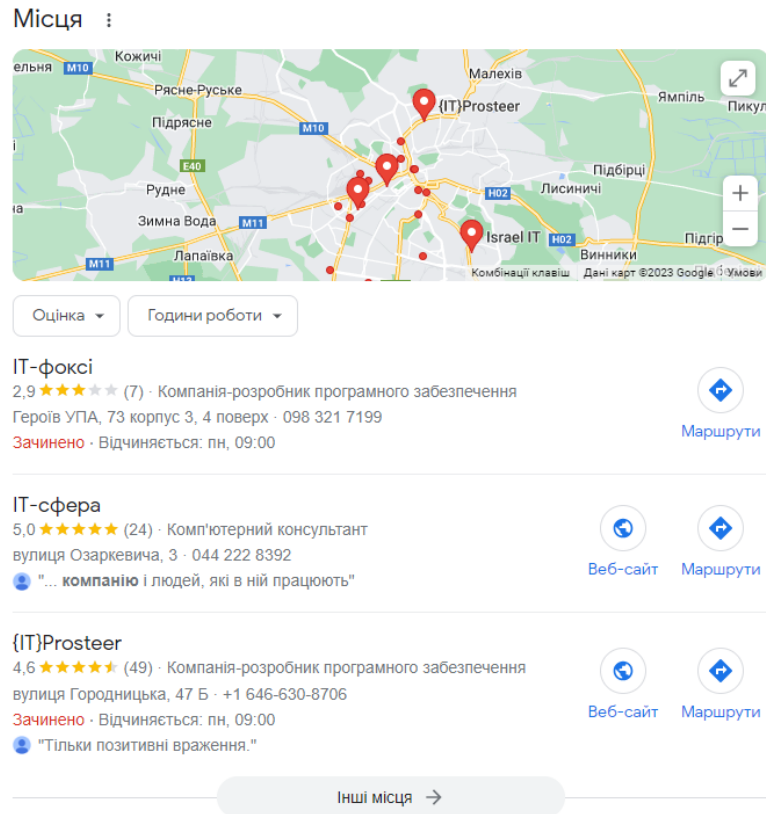 Місця
Кожичі
ельня
M10
Малехів
Рясне-Руське
{IT}Prosteer
Ямпіль
Пикул
Підрясне
M10
E40
Підбірці
Рудне
H02
Лисиничі
на
Зимна Вода
M11
Israel IT
H02
Підгір
Лапаївка
Винники
M11
Комбінації клавіш
Дані карт ©2023 Google
Умови
Оцінка
Години роботи
ІТ-фоксі
2,9 (7) · Компанія-розробник програмного забезпечення
Героїв УПА, 73 корпус 3, 4 поверх · 098 321 7199
Маршрути
Зачинено · Відчиняється: пн, 09:00
ІТ-сфера
5,0 (24) · Комп'ютерний консультант
вулиця Озаркевича, 3 · 044 222 8392
Веб-сайт
Маршрути
"... компанію і людей, які в ній працюють"
{IT}Prosteer
4,6 (49) · Компанія-розробник програмного забезпечення
вулиця Городницька, 47 Б · +1 646-630-8706
Веб-сайт
Маршрути
Зачинено · Відчиняється: пн, 09:00
"Тільки позитивні враження."
Інші місця